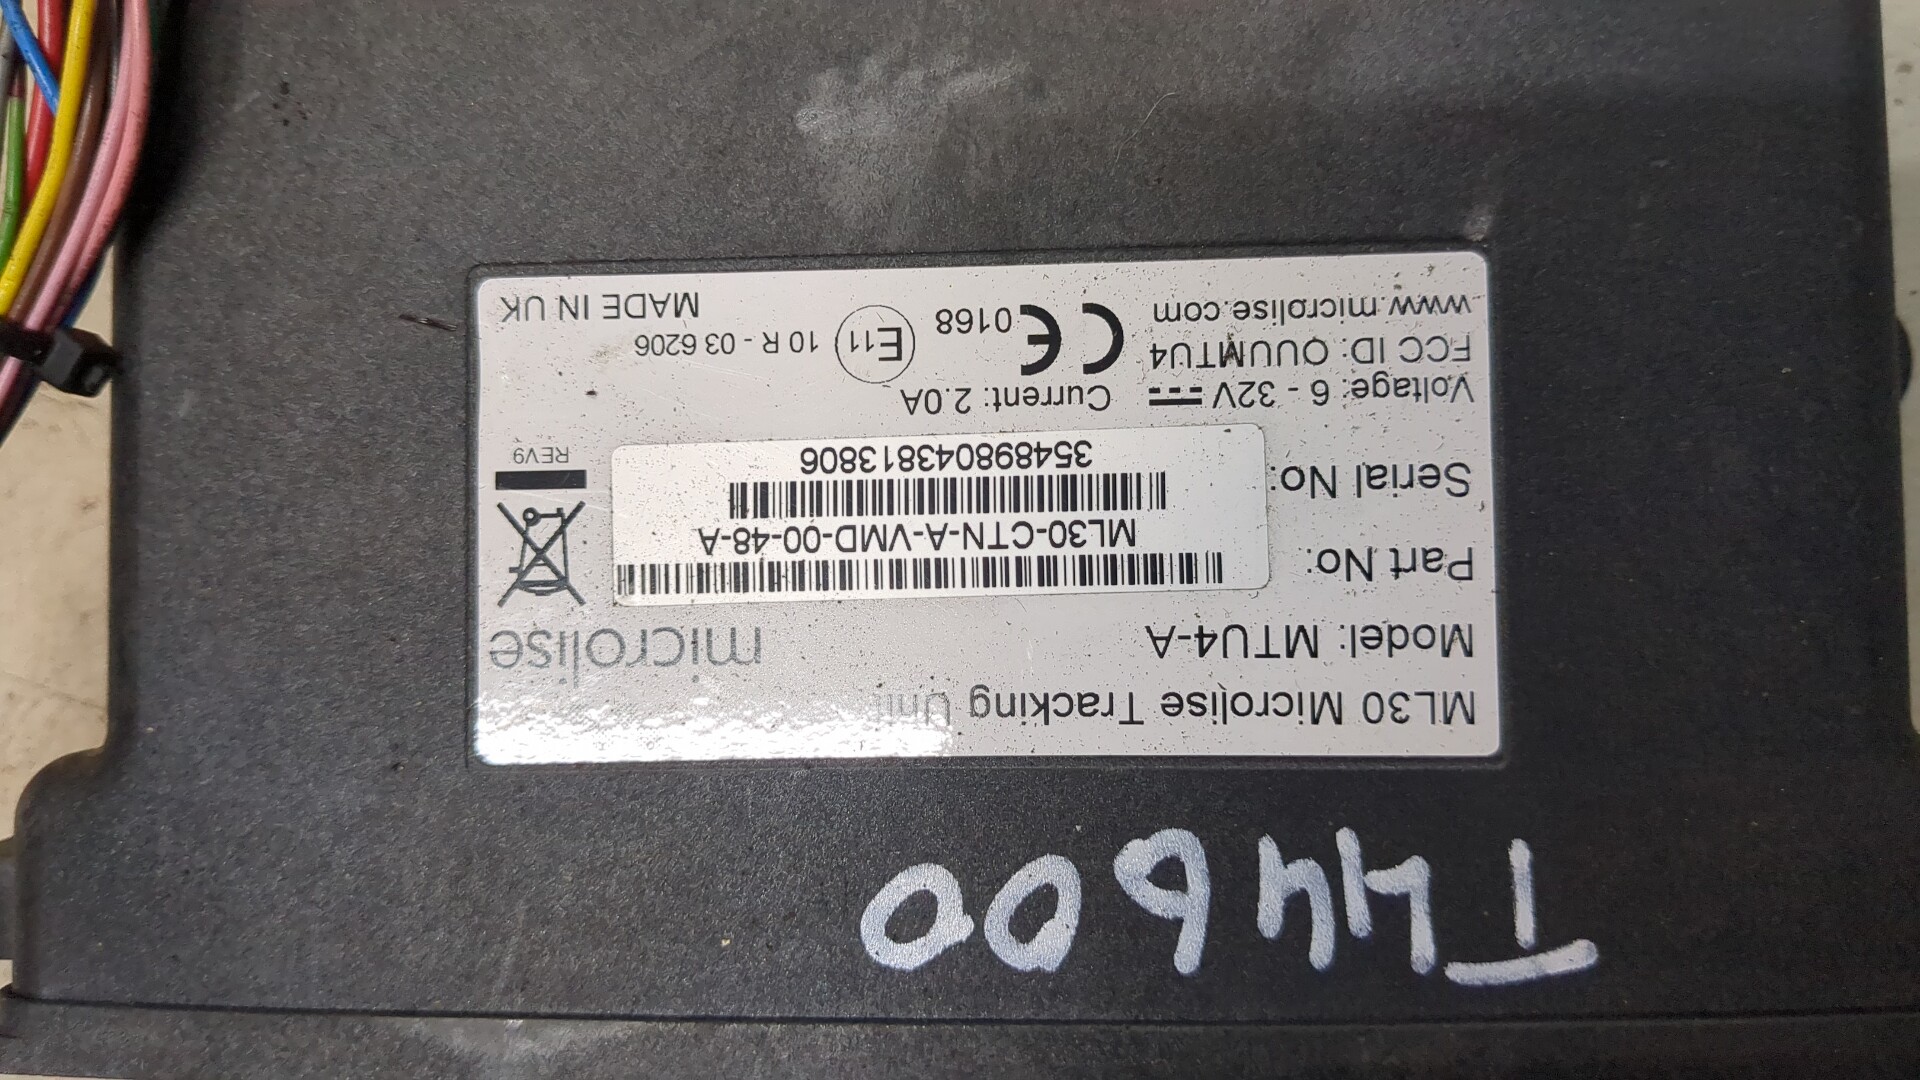 T44600
ML30 Microlise Tracking Unit
Model: MTU4-A
microlise
Part No:
ML30-CTN-A-VMD-00-48-A
Serial No:
354898043813806
REV9
Voltage: 6 - 32V Current: 2.0A
FCC ID: QUUMTU4
www.microlise.com
CE 0168
E11 10 R - 03 6206
MADE IN UK